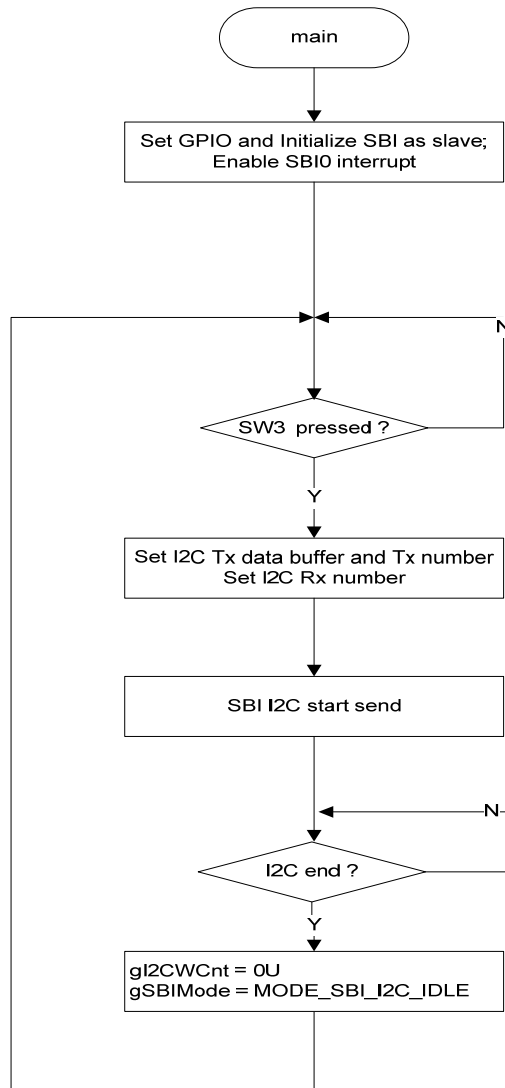 main
Set GPIO and Initialize SBI as slave;
Enable SBI0 interrupt
N
SW3 pressed ?
Y
Set I2C Tx data buffer and Tx number
Set I2C Rx number
SBI I2C start send
N
I2C end ?
Y
gI2CWCnt = 0U
gSBIMode = MODE_SBI_I2C_IDLE